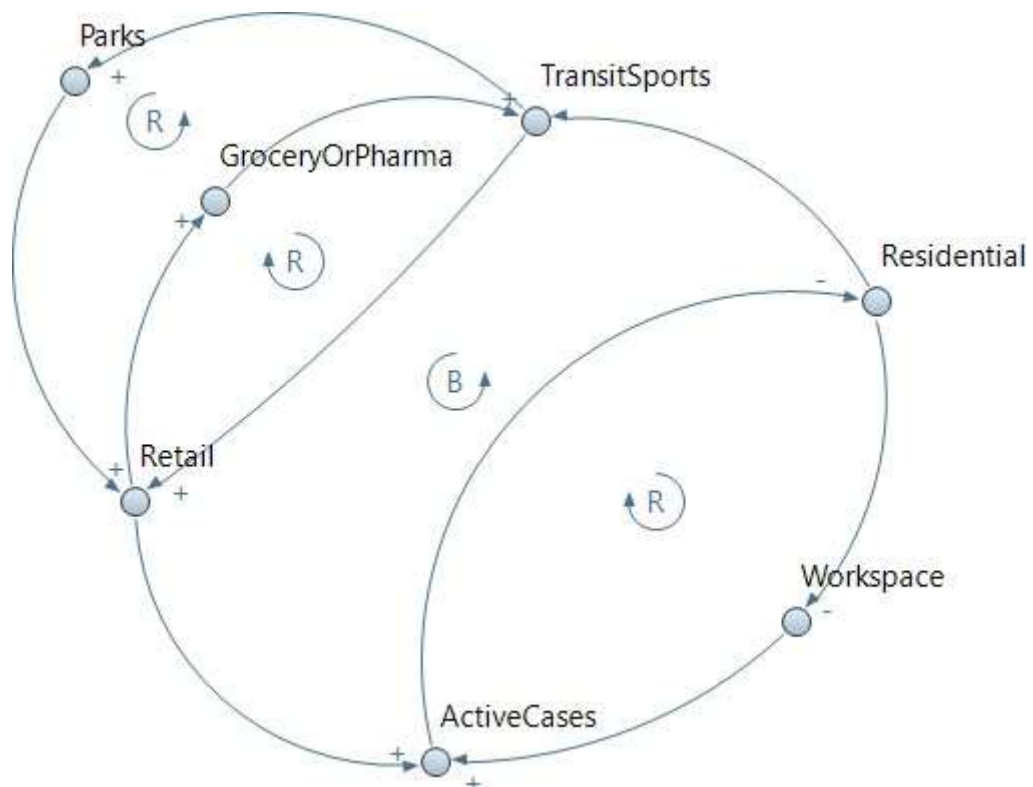 Parks
+
R
TransitSports
+
GroceryOrPharma
+
R
Residential
-
B
Retail
+
+
R
Workspace
-
ActiveCases
+
+